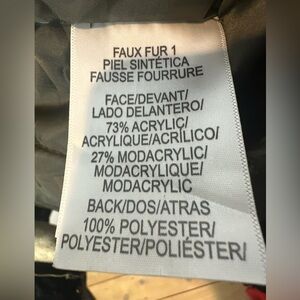 FAUX FUR 1
PIEL SINTÉTICA
FAUSSE FOURRURE
FACE/DEVANT/
LADO DELANTERO/
73% ACRYLIC/
ACRYLIQUE/ACRÍLICO/
27% MODACRYLIC/
MODACRYLIQUE/
MODACRYLIC
BACK/DOS/ATRAS
100% POLYESTER/
POLYESTER/POLIÉSTER/